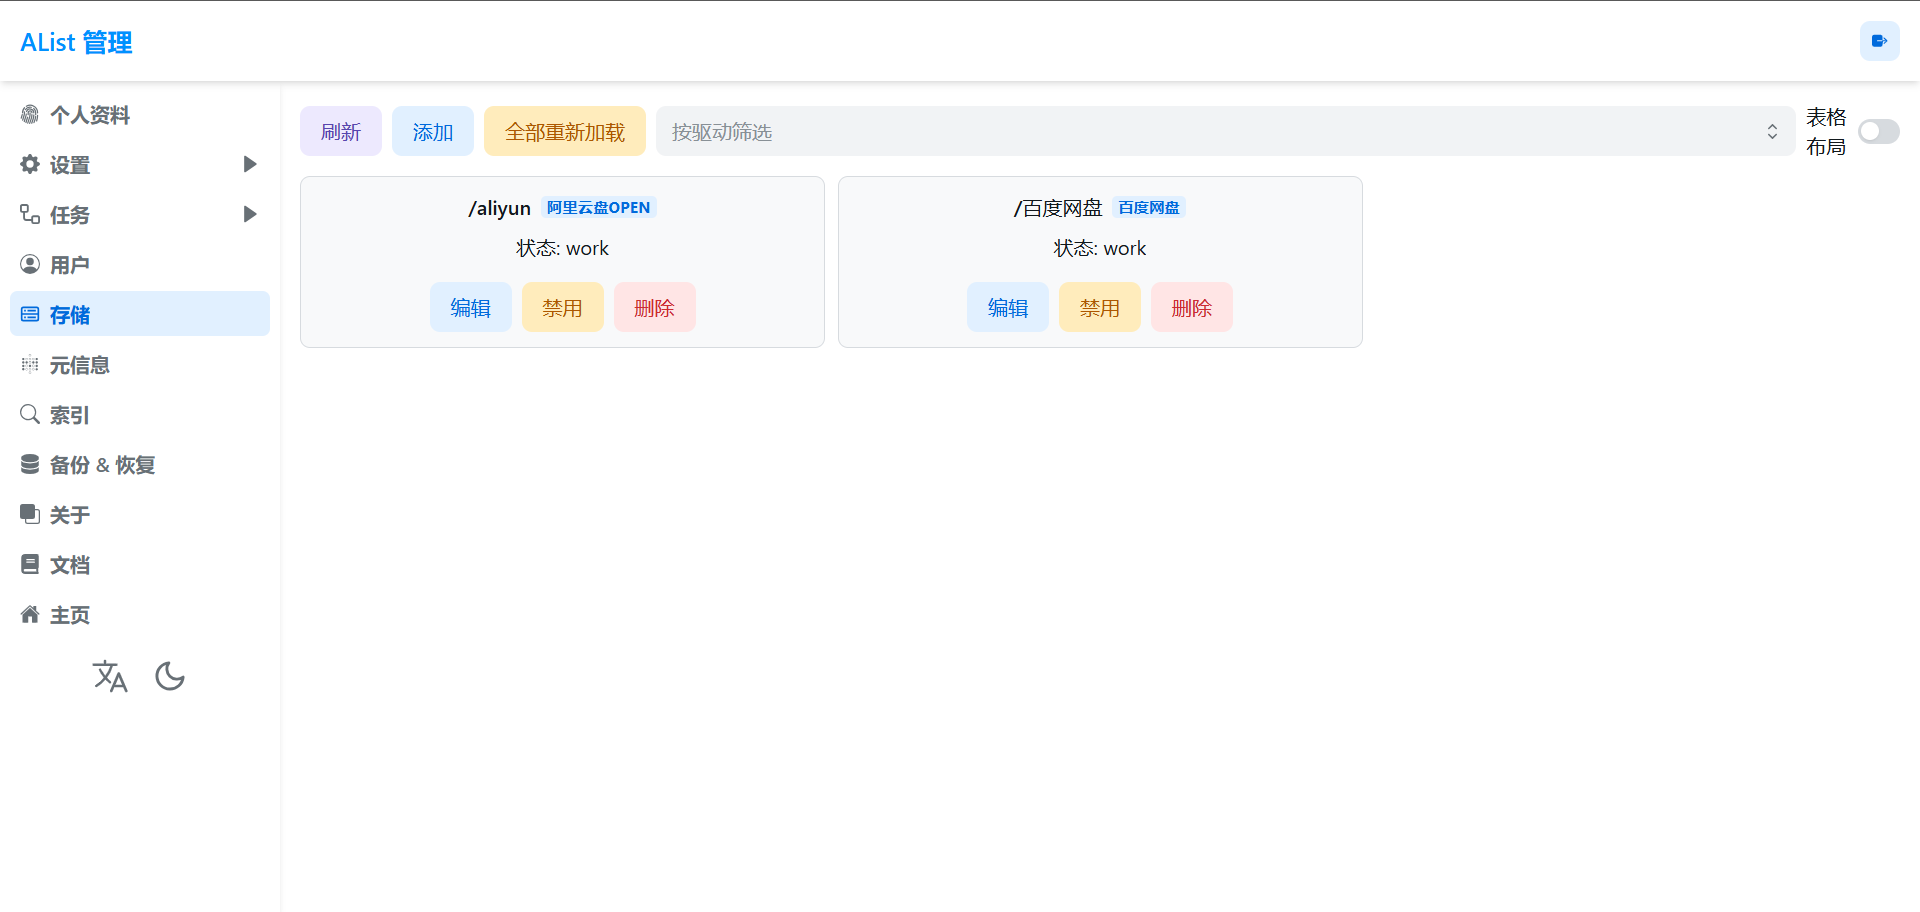 AList 管理
个人资料
设置
任务
用户
存储
元信息
索引
备份 & 恢复
关于
文档
主页
刷新 添加 全部重新加载 按驱动筛选 表格
布局
/aliyun 阿里云盘OPEN
状态: work
编辑 禁用 删除
/百度网盘 百度网盘
状态: work
编辑 禁用 删除